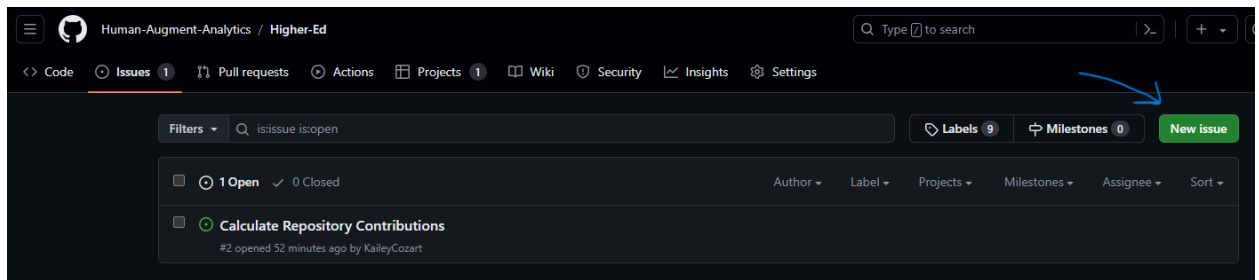 Human-Augment-Analytics / Higher-Ed
Type / to search
<> Code
Issues 1
Pull requests
Actions
Projects 1
Wiki
Security
Insights
Settings
Filters
is:issue is:open
Labels 9
Milestones 0
New issue
1 Open
0 Closed
Author
Label
Projects
Milestones
Assignee
Sort
Calculate Repository Contributions
#2 opened 52 minutes ago by KaileyCozart